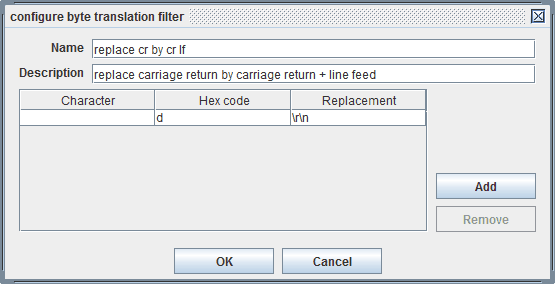 configure byte translation filter
Name replace cr by cr lf
Description replace carriage return by carriage return + line feed
Character Hex code Replacement
d \r\n
Add
Remove
OK Cancel